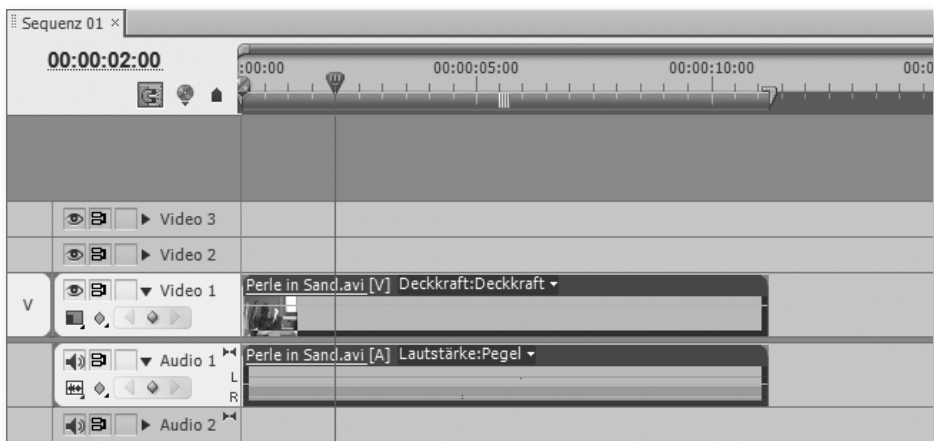 Sequenz 01 ×
00:00:02:00
:00:00 00:00:05:00 00:00:10:00 00:0
Video 3
Video 2
Perle in Sand.avi [V] Deckkraft:Deckkraft
V Video 1
Perle in Sand.avi [A] Lautstärke:Pegel
Audio 1
L
R
Audio 2